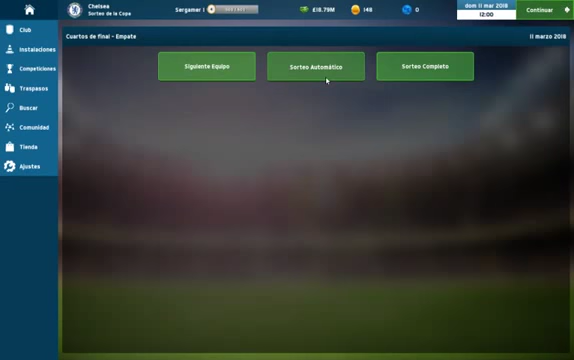 Chelsea
Sorteo de la Copa
Sergamer |
£18.79M
148
0
dom 11 mar 2018
12:00
Continuar
Club
Instalaciones
Competiciones
Traspasos
Buscar
Comunidad
Tienda
Ajustes
Cuartos de final - Empate
11 marzo 2018
Siguiente Equipo
Sorteo Automático
Sorteo Completo